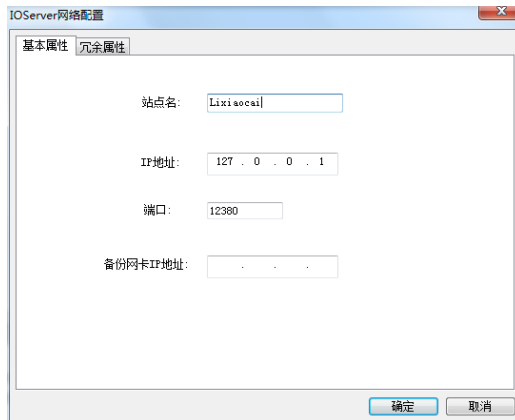 IOServer网络配置
基本属性 冗余属性
站点名: Lixiaocai
IP地址: 127 . 0 . 0 . 1
端口: 12380
备份网卡IP地址: . . .
确定 取消